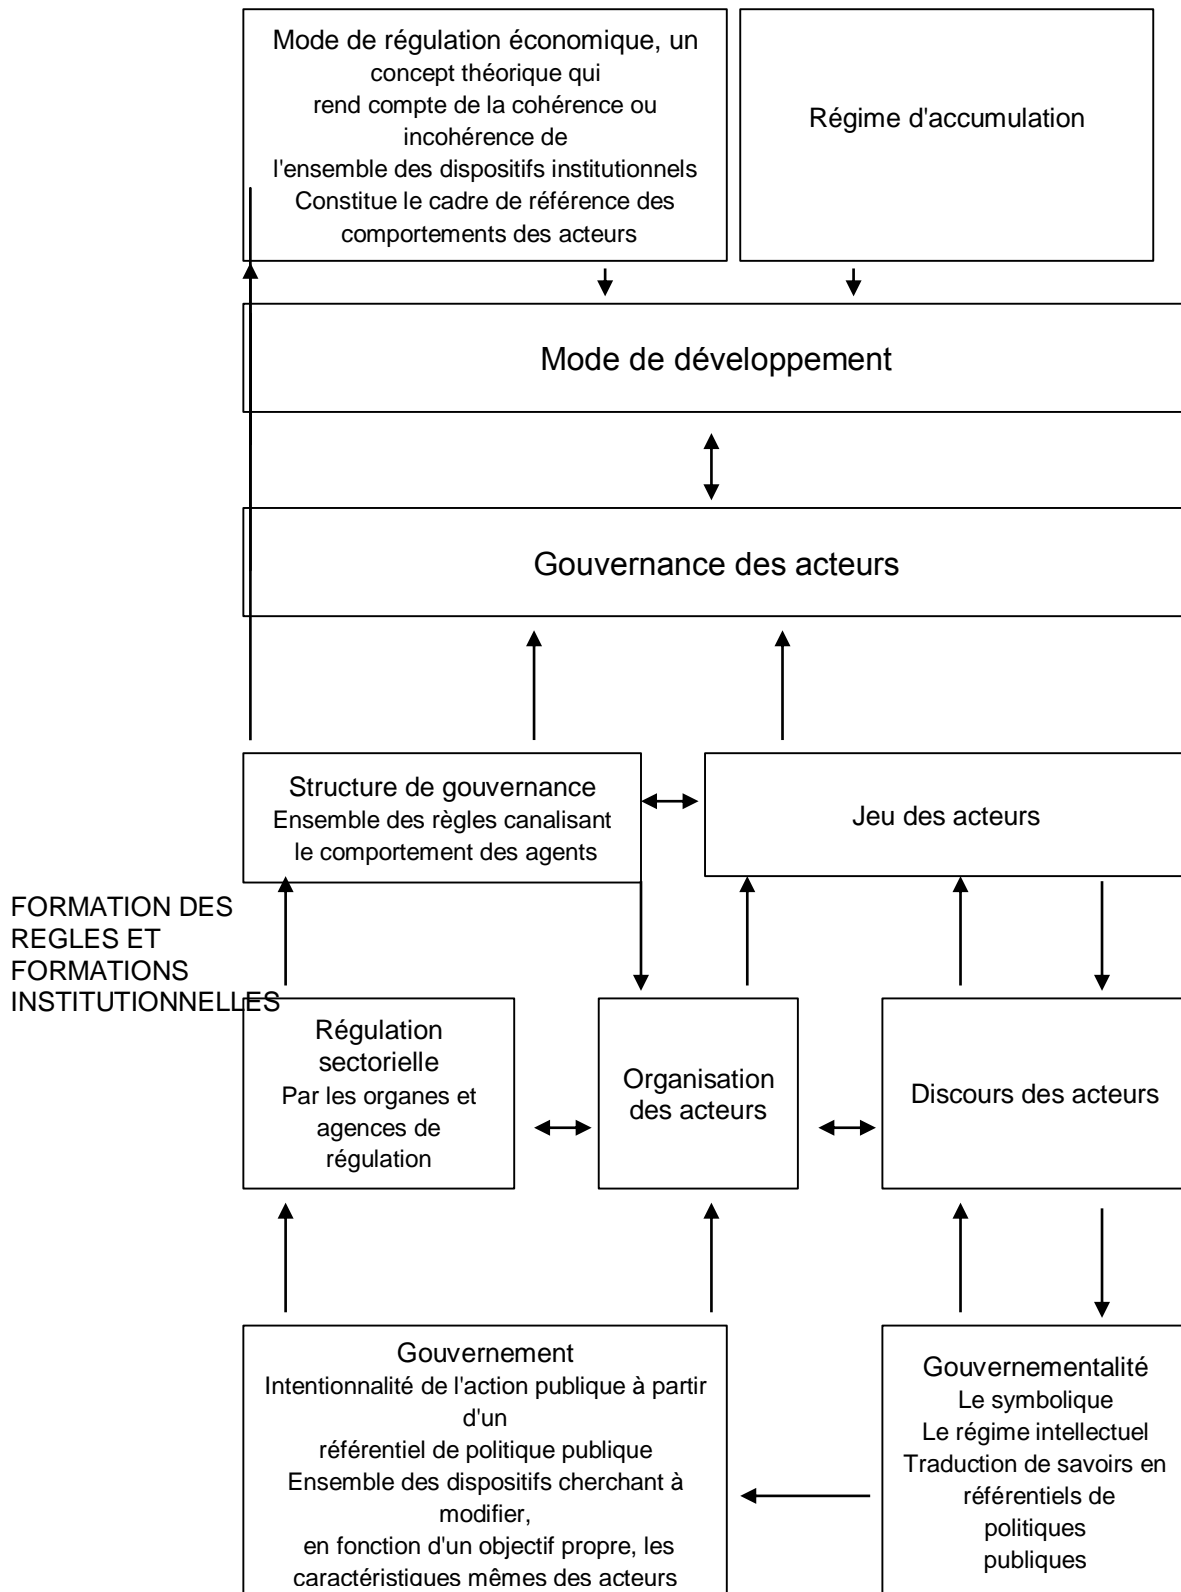 Mode de régulation économique, un
concept théorique qui
rend compte de la cohérence ou
incohérence de
l'ensemble des dispositifs institutionnels
Constitue le cadre de référence des
comportements des acteurs
Régime d'accumulation
Mode de développement
Gouvernance des acteurs
Structure de gouvernance
Ensemble des règles canalisant
le comportement des agents
Jeu des acteurs
FORMATION DES
REGLES ET
FORMATIONS
INSTITUTIONNELLES
Régulation
sectorielle
Par les organes et
agences de
régulation
Organisation
des acteurs
Discours des acteurs
Gouvernement
Intentionnalité de l'action publique à partir
d'un
référentiel de politique publique
Ensemble des dispositifs cherchant à
modifier,
en fonction d'un objectif propre, les
caractéristiques mêmes des acteurs
Gouvernementalité
Le symbolique
Le régime intellectuel
Traduction de savoirs en
référentiels de
politiques
publiques